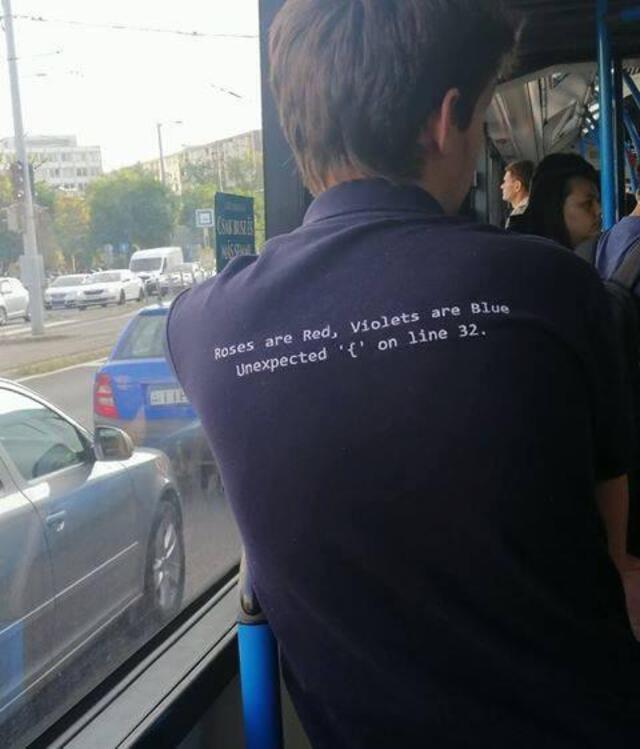 Roses are Red, Violets are Blue
Unexpected '{' on line 32.